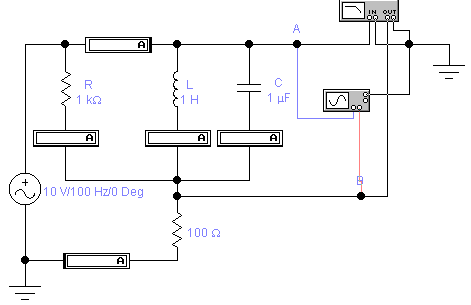 IN OUT
A
A
R
1 kΩ
L
1 H
C
1 µF
A
A
A
B
10 V/100 Hz/0 Deg
100 Ω
A